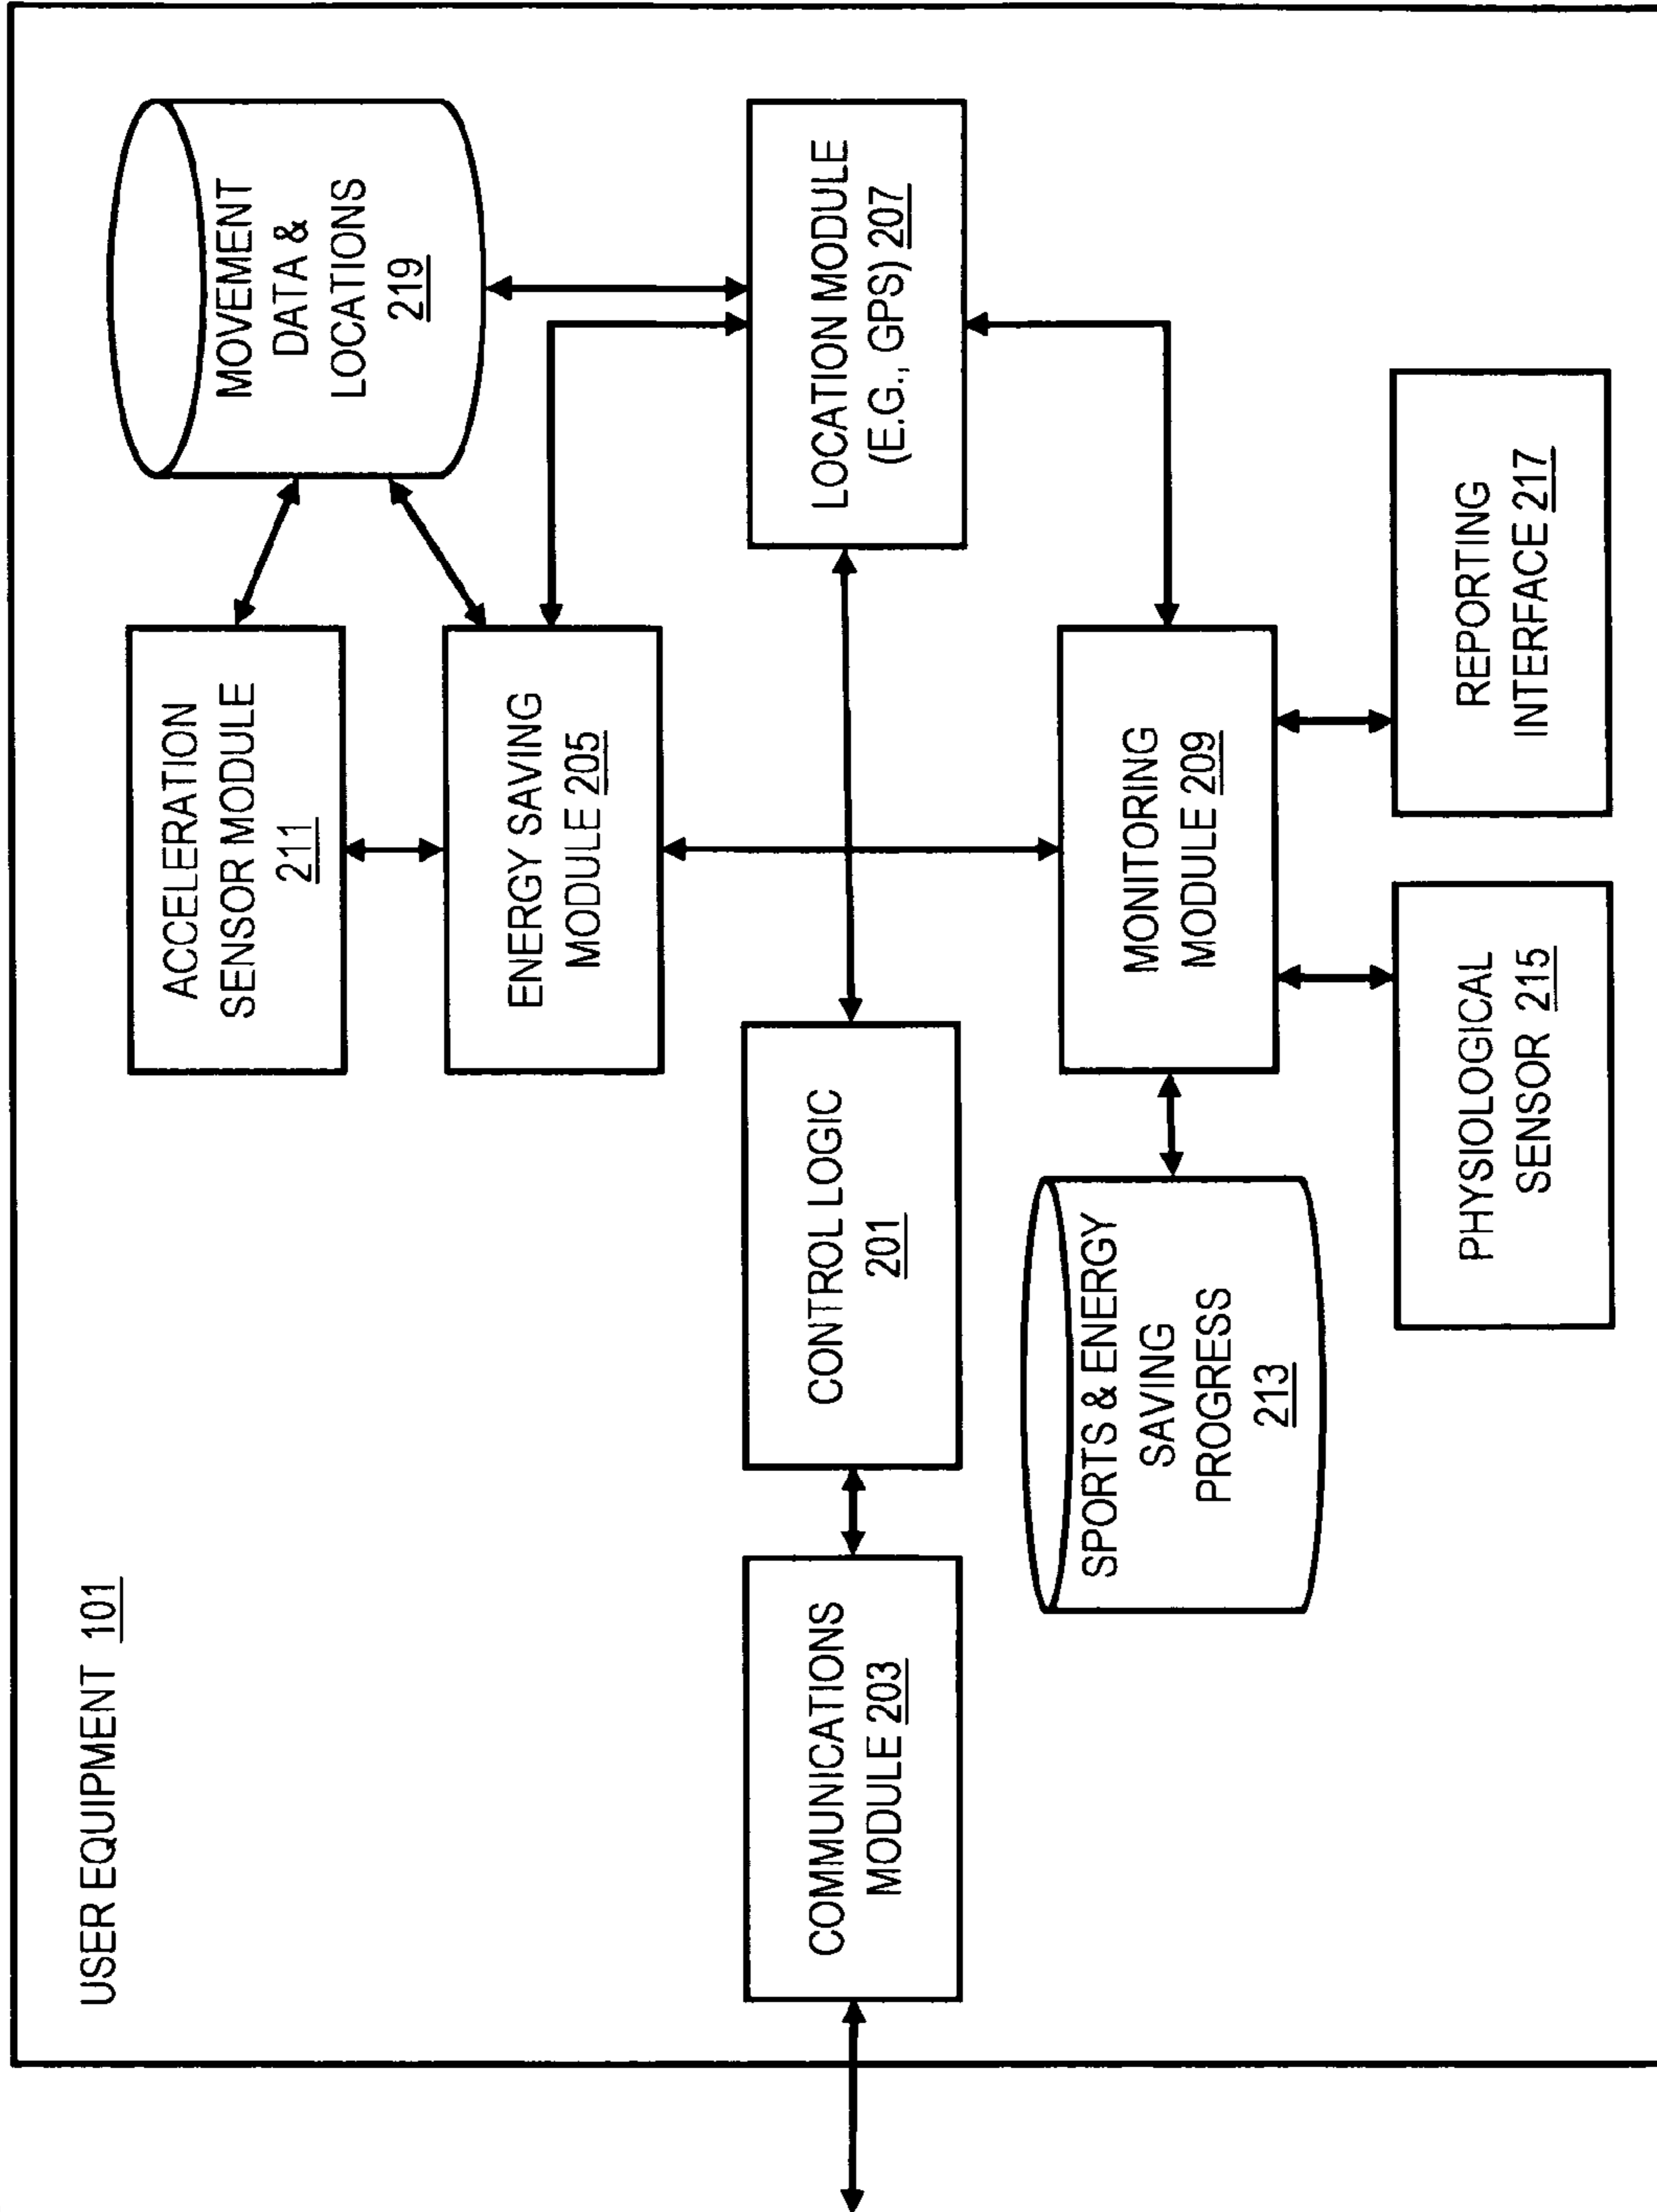 USER EQUIPMENT 101
ACCELERATION
SENSOR MODULE
211
MOVEMENT
DATA &
LOCATIONS
219
ENERGY SAVING
MODULE 205
COMMUNICATIONS
MODULE 203
CONTROL LOGIC
201
LOCATION MODULE
(E.G., GPS) 207
SPORTS & ENERGY
SAVING
PROGRESS
213
MONITORING
MODULE 209
PHYSIOLOGICAL
SENSOR 215
REPORTING
INTERFACE 217